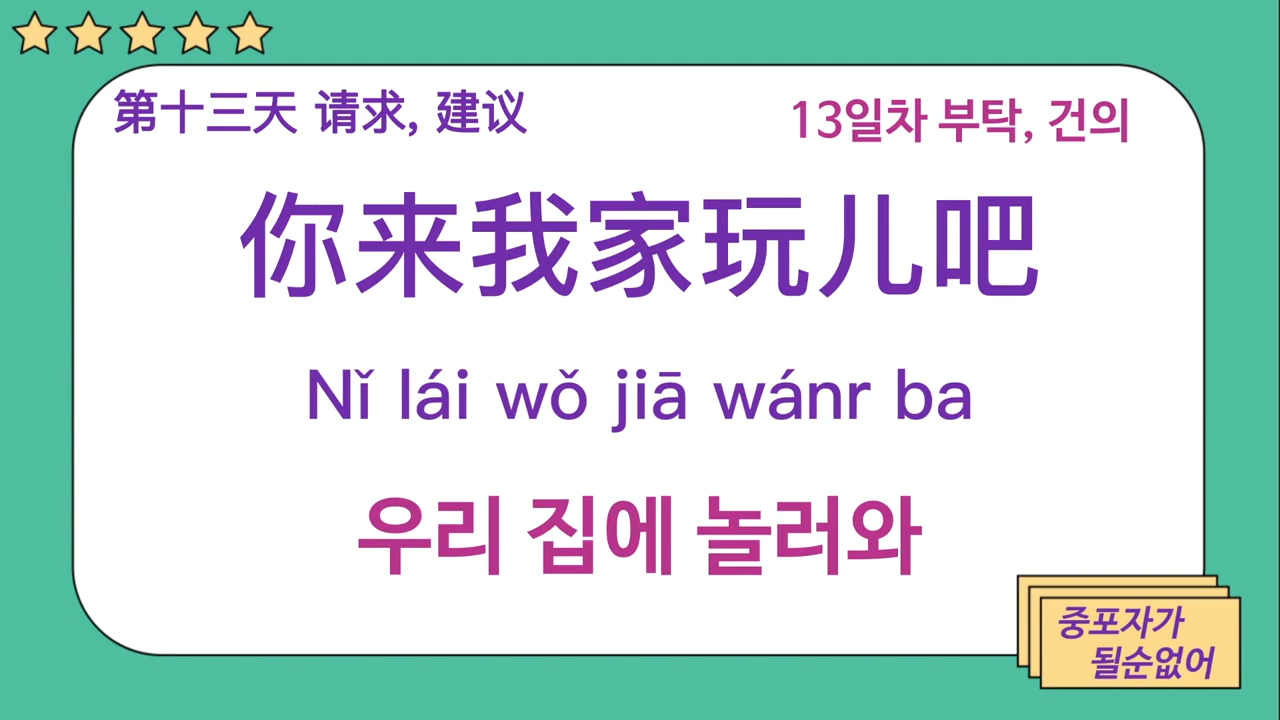 第十三天 请求, 建议
13일차 부탁, 건의
你来我家玩儿吧
Nǐ lái wǒ jiā wánr ba
우리 집에 놀러와
중포자가
될순없어